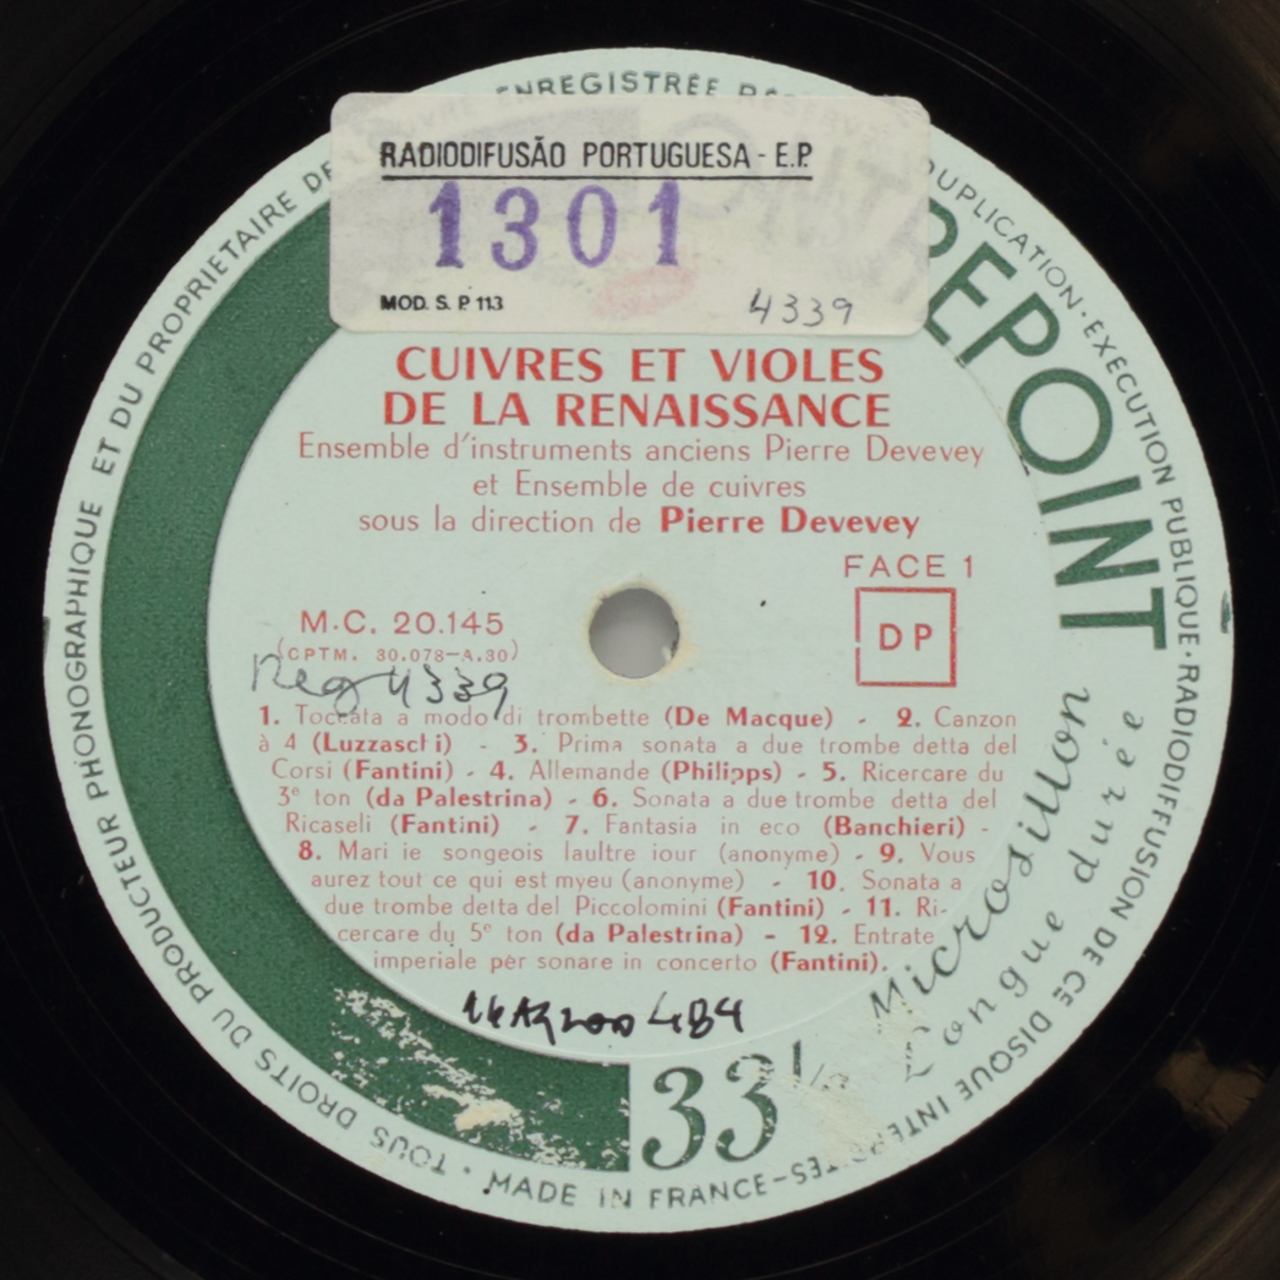 RADIODIFUSÃO PORTUGUESA - E.P.
1301
MOD. S. P. 113
4339
CUIVRES ET VIOLES
DE LA RENAISSANCE
Ensemble d'instruments anciens Pierre Devevey
et Ensemble de cuivres
sous la direction de Pierre Devevey
FACE 1
DP
M.C. 20.145
(CPTM. 30.078-A.30)
Reg 4339
1. Toccata a modo di trombette (De Macque) - 2. Canzon
à 4 (Luzzaschi) - 3. Prima sonata a due trombe detta del
Corsi (Fantini) - 4. Allemande (Philipps) - 5. Ricercare du
3e ton (da Palestrina) - 6. Sonata a due trombe detta del
Ricaseli (Fantini) - 7. Fantasia in eco (Banchieri) -
8. Mari ie songeois laultre iour (anonyme) - 9. Vous
aurez tout ce qui est myeu (anonyme) - 10. Sonata a
due trombe detta del Piccolomini (Fantini) - 11. Ri-
cercare du 5e ton (da Palestrina) - 12. Entrate
imperiale per sonare in concerto (Fantini).
484
33 1/3
Microsillon
Longue durée
REPOINT
TOUS DROITS DU PRODUCTEUR PHONOGRAPHIQUE ET DU PROPRIETAIRE DE ENREGISTRÉE DUPLICATION · EXECUTION PUBLIQUE · RADIODIFFUSION DE CE DISQUE INTERDITES - MADE IN FRANCE